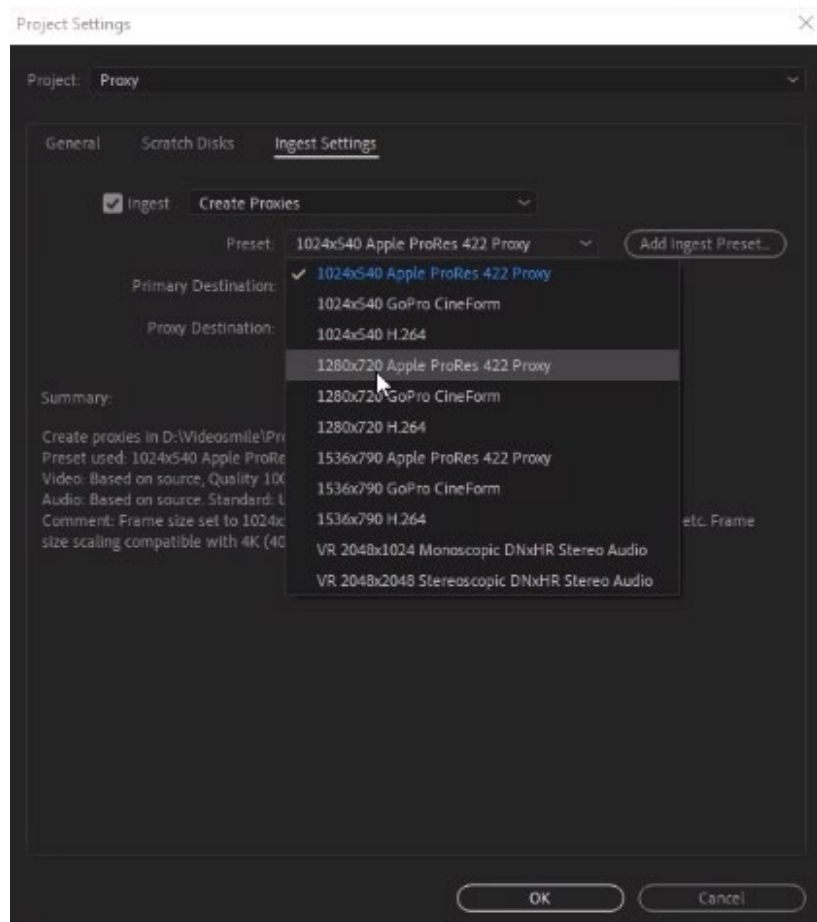 Project Settings
Project: Proxy
General Scratch Disks Ingest Settings
Ingest Create Proxies
Preset: 1024x540 Apple ProRes 422 Proxy Add Ingest Preset...
1024x540 Apple ProRes 422 Proxy
Primary Destination:
1024x540 GoPro CineForm
Proxy Destination:
1024x540 H.264
1280x720 Apple ProRes 422 Proxy
1280x720 GoPro CineForm
1280x720 H.264
1536x790 Apple ProRes 422 Proxy
1536x790 GoPro CineForm
1536x790 H.264
VR 2048x1024 Monoscopic DNxHR Stereo Audio
VR 2048x2048 Stereoscopic DNxHR Stereo Audio
Summary:
Create proxies in D:\Videosmile\Pr
Preset used: 1024x540 Apple ProRe
Video: Based on source, Quality 10
Audio: Based on source. Standard:
Comment: Frame size set to 1024x etc. Frame
size scaling compatible with 4K (40
OK Cancel